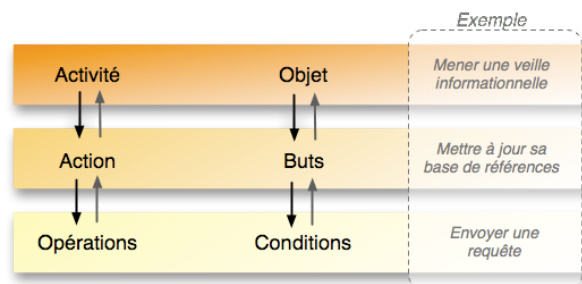 Exemple
Activité Objet Mener une veille
informationnelle
Action Buts Mettre à jour sa
base de références
Opérations Conditions Envoyer une
requête